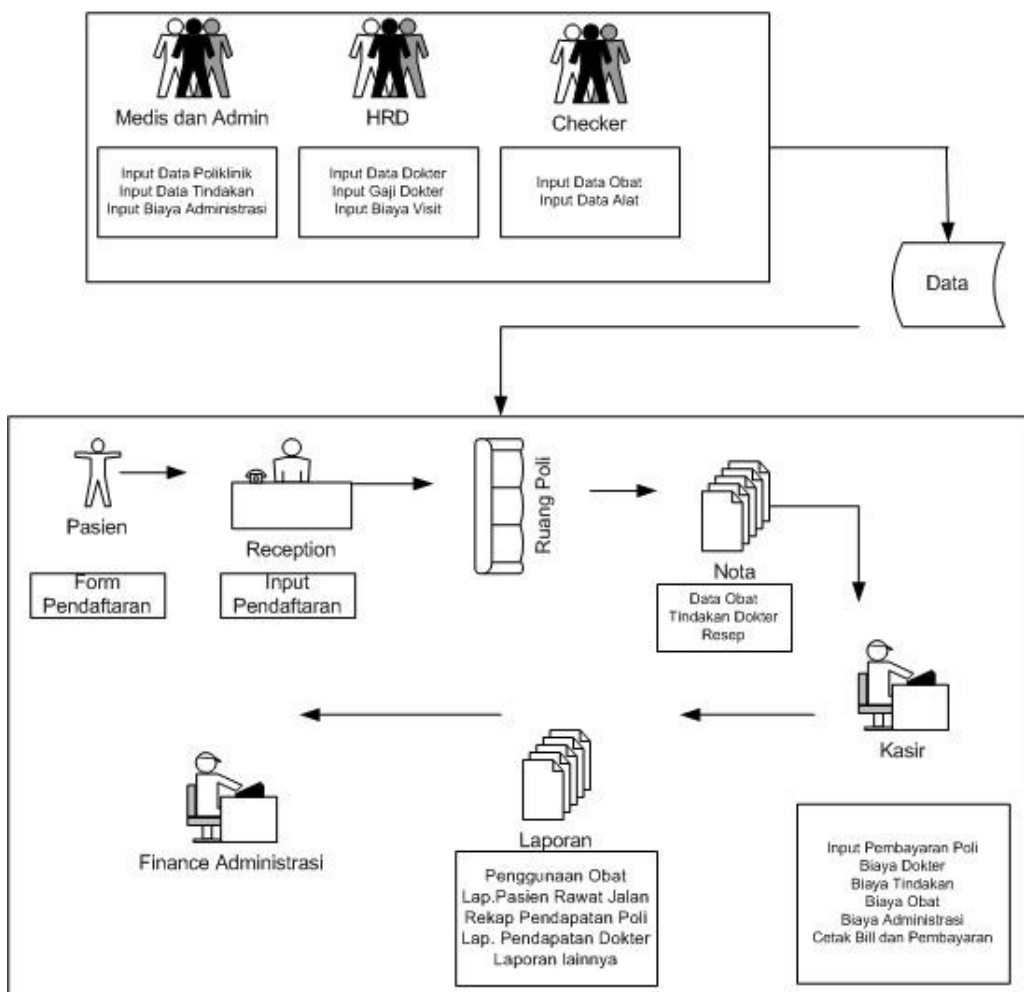 Medis dan Admin
HRD
Checker
Input Data Poliklinik
Input Data Tindakan
Input Biaya Administrasi
Input Data Dokter
Input Gaji Dokter
Input Biaya Visit
Input Data Obat
Input Data Alat
Data
Pasien
Form
Pendaftaran
Reception
Input
Pendaftaran
Ruang Poli
Nota
Data Obat
Tindakan Dokter
Resep
Kasir
Input Pembayaran Poli
Biaya Dokter
Biaya Tindakan
Biaya Obat
Biaya Administrasi
Cetak Bill dan Pembayaran
Laporan
Penggunaan Obat
Lap.Pasien Rawat Jalan
Rekap Pendapatan Poli
Lap. Pendapatan Dokter
Laporan lainnya
Finance Administrasi